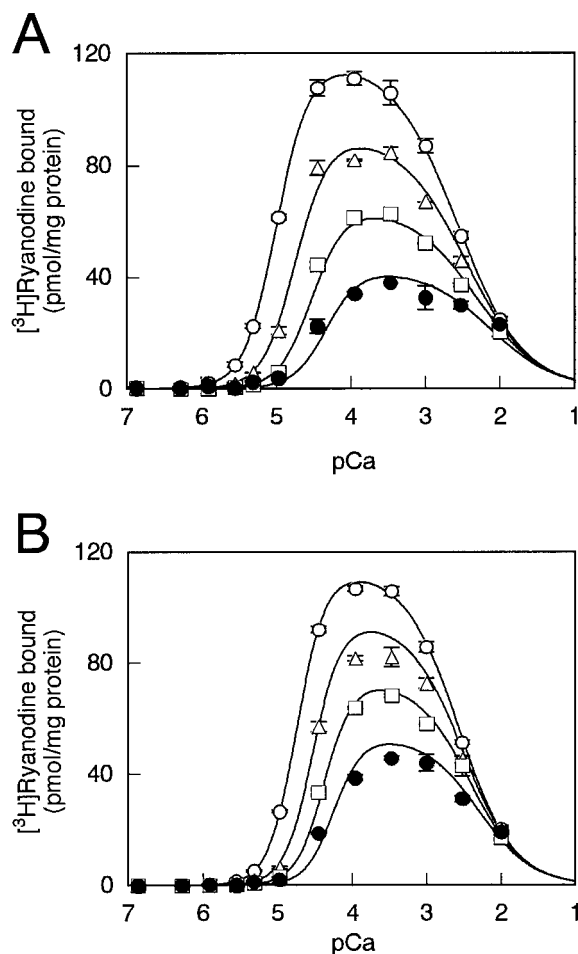 A
[³H]Ryanodine bound
(pmol/mg protein)
120
80
40
0
7 6 5 4 3 2 1
pCa
B
[³H]Ryanodine bound
(pmol/mg protein)
120
80
40
0
7 6 5 4 3 2 1
pCa